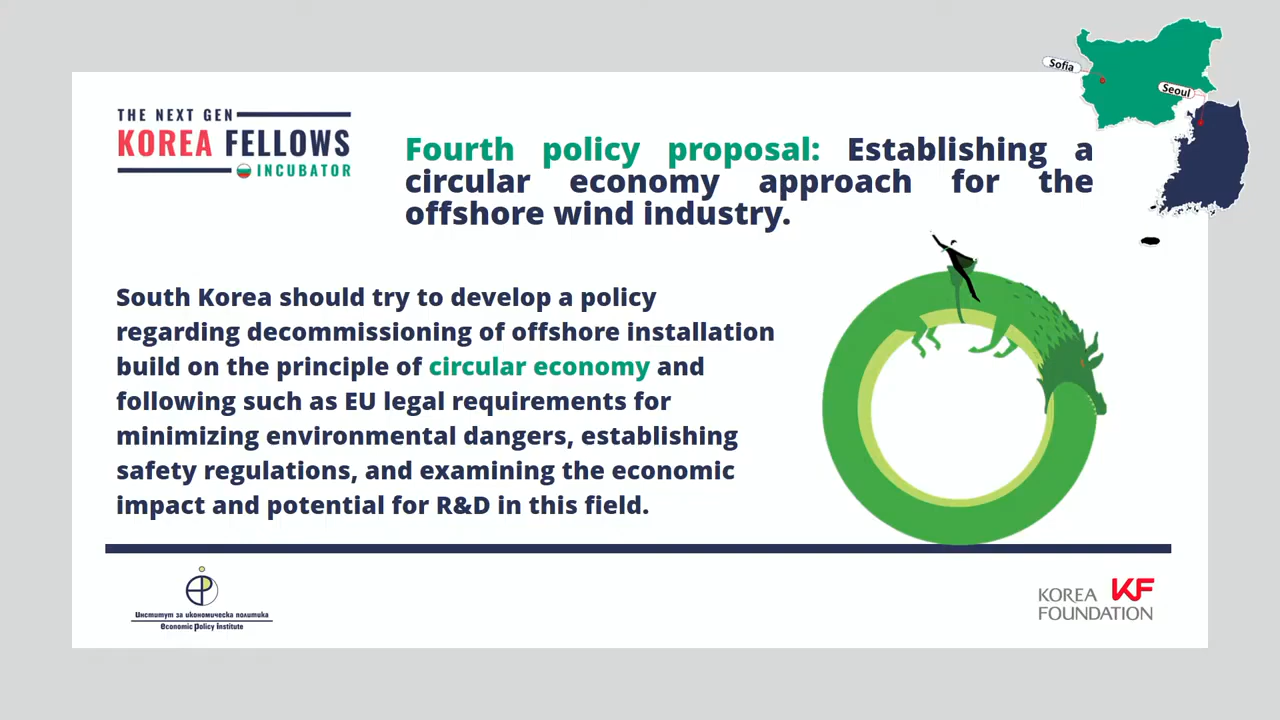 THE NEXT GEN
KOREA FELLOWS
INCUBATOR
Sofia
Seoul
Fourth policy proposal: Establishing a
circular economy approach for the
offshore wind industry.
South Korea should try to develop a policy
regarding decommissioning of offshore installation
build on the principle of circular economy and
following such as EU legal requirements for
minimizing environmental dangers, establishing
safety regulations, and examining the economic
impact and potential for R&D in this field.
Институт за икономическа политика
Economic Policy Institute
KOREA KF
FOUNDATION